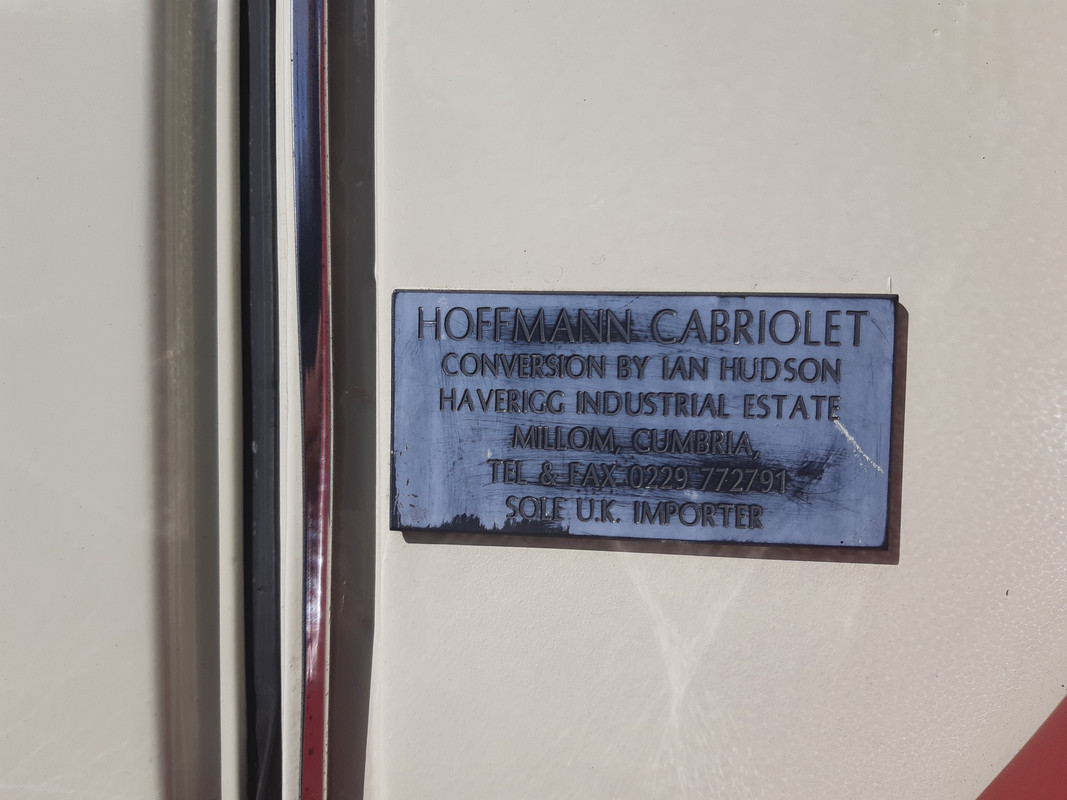 HOFFMANN CABRIOLET
CONVERSION BY IAN HUDSON
HAVERIGG INDUSTRIAL ESTATE
MILLOM, CUMBRIA,
TEL & FAX 0229 772791
SOLE U.K. IMPORTER